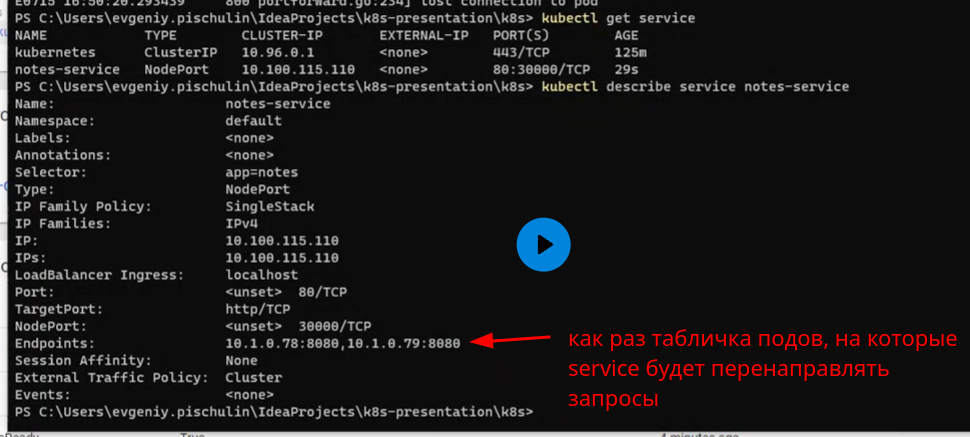 E0715 16:50:20.293439     800 portforward.go:234] lost connection to pod
PS C:\Users\evgeniy.pischulin\IdeaProjects\k8s-presentation\k8s> kubectl get service
NAME            TYPE        CLUSTER-IP       EXTERNAL-IP   PORT(S)        AGE
kubernetes      ClusterIP   10.96.0.1        <none>        443/TCP        125m
notes-service   NodePort    10.100.115.110   <none>        80:30000/TCP   29s
PS C:\Users\evgeniy.pischulin\IdeaProjects\k8s-presentation\k8s> kubectl describe service notes-service
Name:                     notes-service
Namespace:                default
Labels:                   <none>
Annotations:              <none>
Selector:                 app=notes
Type:                     NodePort
IP Family Policy:         SingleStack
IP Families:              IPv4
IP:                       10.100.115.110
IPs:                      10.100.115.110
LoadBalancer Ingress:     localhost
Port:                     <unset>  80/TCP
TargetPort:               http/TCP
NodePort:                 <unset>  30000/TCP
Endpoints:                10.1.0.78:8080,10.1.0.79:8080
Session Affinity:         None
External Traffic Policy:  Cluster
Events:                   <none>
PS C:\Users\evgeniy.pischulin\IdeaProjects\k8s-presentation\k8s>
как раз табличка подов, на которые
service будет перенаправлять
запросы